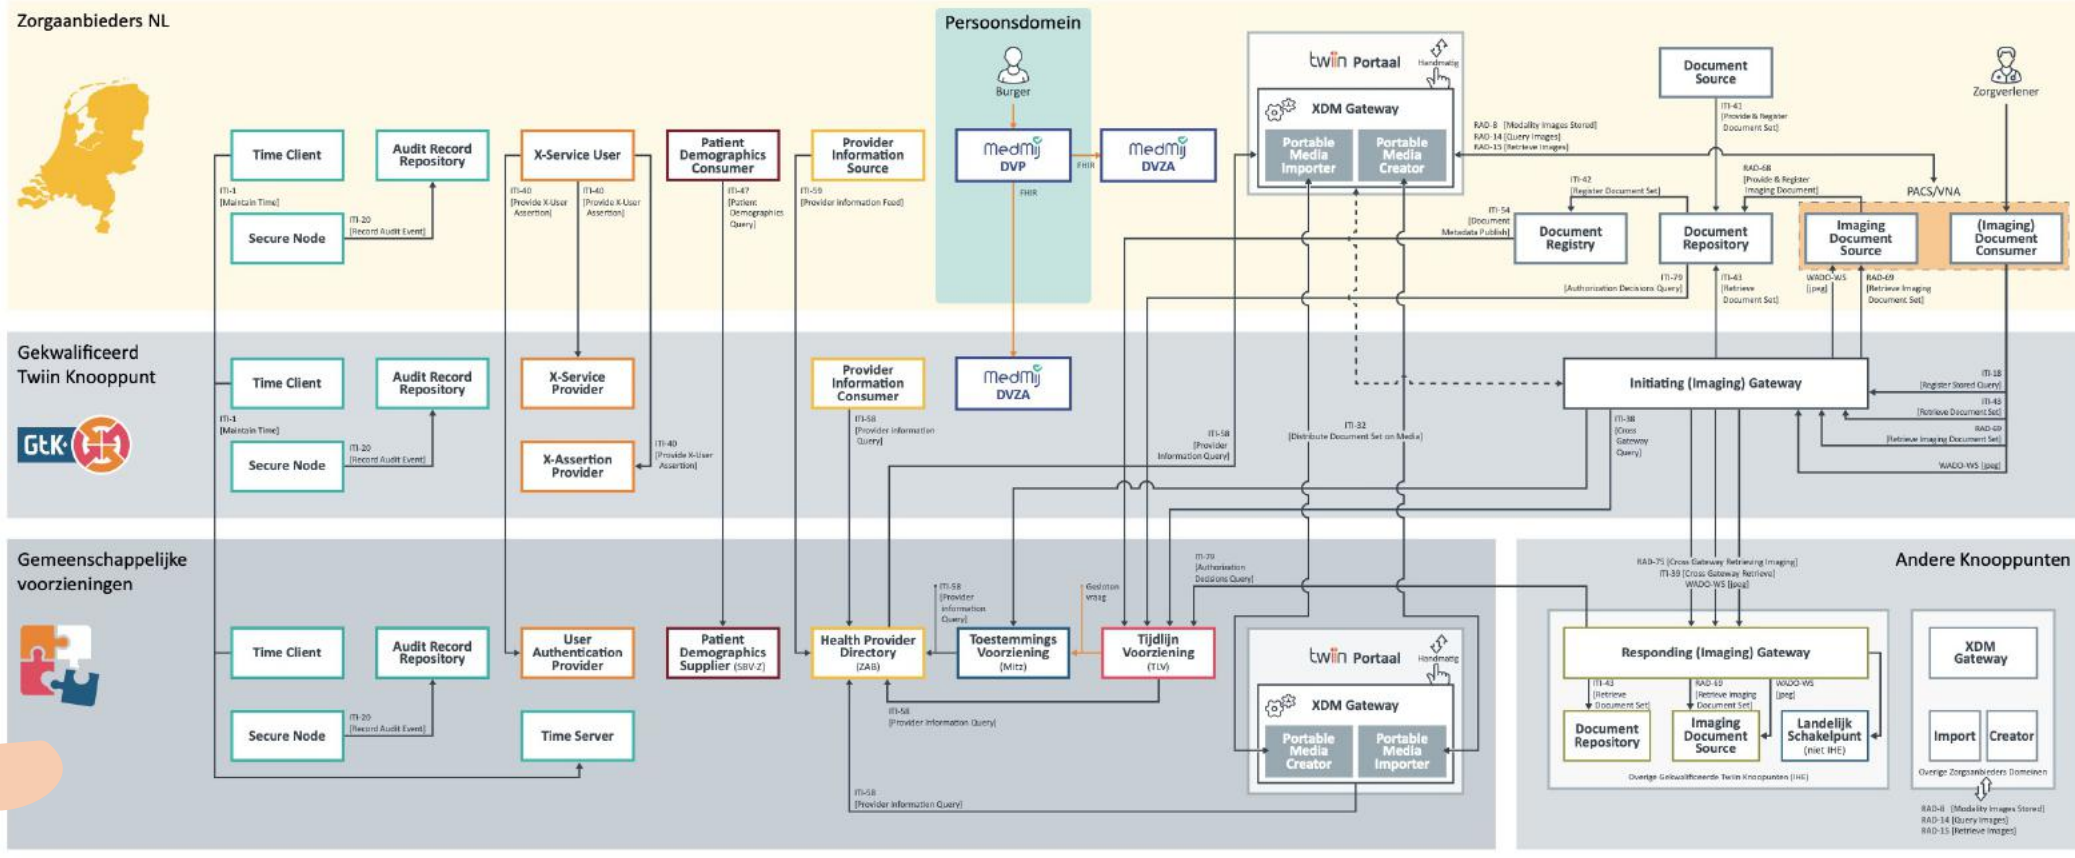 Zorgaanbieders NL
Persoonsdomein
Burger
twiin Portaal
Handmatig
XDM Gateway
Portable
Media
Importer
Portable
Media
Creator
Document
Source
Zorgverlener
Time Client
Audit Record
Repository
X-Service User
Patient
Demographics
Consumer
Provider
Information
Source
MedMij
DVP
FHIR
MedMij
DVZA
FHIR
RAD-8 [Modality Images Stored]
RAD-14 [Query Images]
RAD-15 [Retrieve Images]
ITI-41
[Provide & Register
Document Set]
RAD-68
[Provide & Register
Imaging Document]
ITI-42
[Register Document Set]
PACS/VNA
ITI-1
[Maintain Time]
ITI-20
[Record Audit Event]
Secure Node
ITI-40
[Provide X-User
Assertion]
ITI-40
[Provide X-User
Assertion]
ITI-47
[Patient
Demographics
Query]
ITI-59
[Provider Information Feed]
ITI-54
[Document
Metadata Publish]
Document
Registry
Document
Repository
Imaging
Document
Source
(Imaging)
Document
Consumer
ITI-79
[Authorization Decisions Query]
ITI-43
[Retrieve
Document Set]
WADO-WS
[jpeg]
RAD-69
[Retrieve Imaging
Document Set]
Gekwalificeerd
Twiin Knooppunt
GtK
Time Client
Audit Record
Repository
X-Service
Provider
Provider
Information
Consumer
MedMij
DVZA
Initiating (Imaging) Gateway
ITI-18
[Register Stored Query]
ITI-43
[Retrieve Document Set]
RAD-69
[Retrieve Imaging Document Set]
WADO-WS [jpeg]
ITI-1
[Maintain Time]
ITI-20
[Record Audit Event]
Secure Node
X-Assertion
Provider
ITI-40
[Provide X-User
Assertion]
ITI-58
[Provider Information
Query]
ITI-58
[Provider
Information Query]
ITI-32
[Distribute Document Set on Media]
ITI-38
[Cross
Gateway
Query]
Gemeenschappelijke
voorzieningen
Andere Knooppunten
Time Client
Audit Record
Repository
User
Authentication
Provider
Patient
Demographics
Supplier (SBV-Z)
Health Provider
Directory
(ZAB)
ITI-58
[Provider
information
Query]
Toestemmings
Voorziening
(Mitz)
Gesloten
vraag
Tijdlijn
Voorziening
(TLV)
ITI-79
[Authorization
Decisions Query]
twiin Portaal
Handmatig
XDM Gateway
Portable
Media
Creator
Portable
Media
Importer
ITI-20
[Record Audit Event]
Secure Node
Time Server
ITI-58
[Provider Information Query]
ITI-58
[Provider Information Query]
RAD-75 [Cross Gateway Retrieving Imaging]
ITI-39 [Cross Gateway Retrieve]
WADO-WS [jpeg]
Responding (Imaging) Gateway
ITI-43
[Retrieve
Document Set]
RAD-69
[Retrieve Imaging
Document Set]
WADO-WS
[jpeg]
Document
Repository
Imaging
Document
Source
Landelijk
Schakelpunt
(niet IHE)
Overige Gekwalificeerde Twiin Knooppunten (IHE)
XDM
Gateway
Import
Creator
Overige Zorgaanbieders Domeinen
RAD-8 [Modality Images Stored]
RAD-14 [Query Images]
RAD-15 [Retrieve Images]